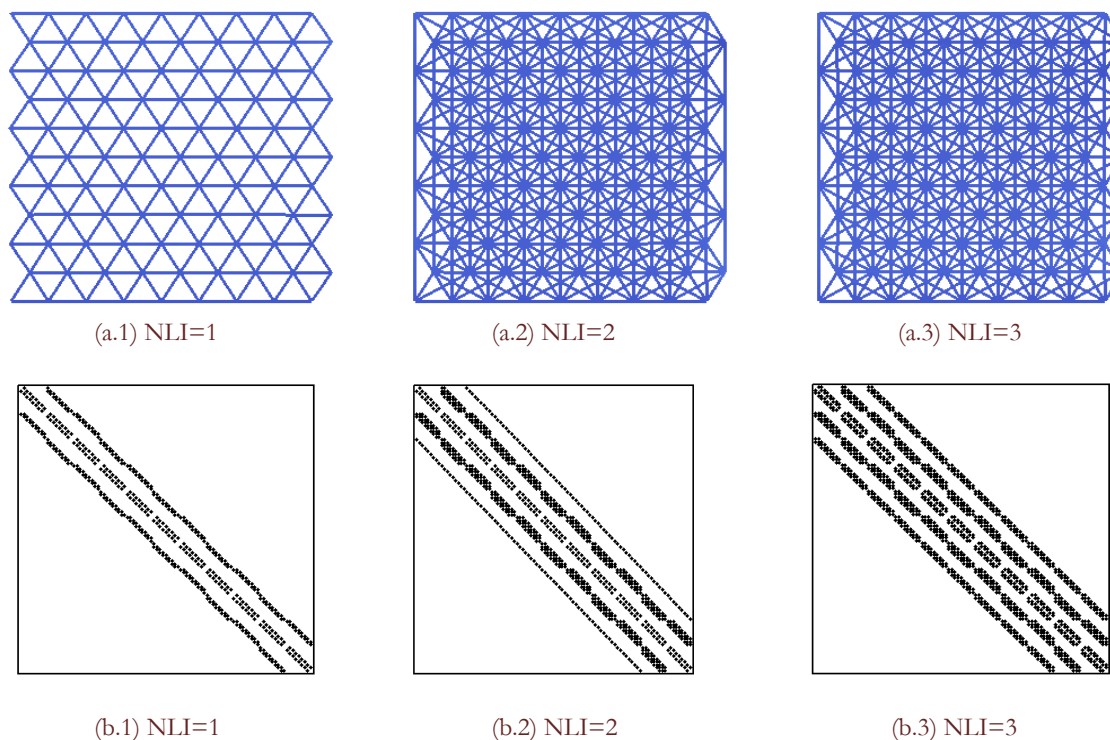 (a.1) NLI=1
(a.2) NLI=2
(a.3) NLI=3
(b.1) NLI=1
(b.2) NLI=2
(b.3) NLI=3